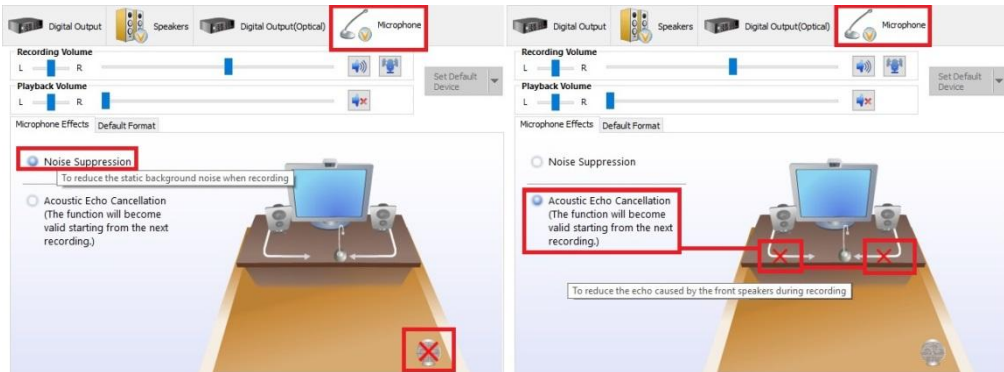 Digital Output Speakers Digital Output(Optical) Microphone
Recording Volume
L R
Set Default
Device
Playback Volume
L R
Microphone Effects Default Format
Noise Suppression
To reduce the static background noise when recording
Acoustic Echo Cancellation
(The function will become
valid starting from the next
recording.)
Digital Output Speakers Digital Output(Optical) Microphone
Recording Volume
L R
Set Default
Device
Playback Volume
L R
Microphone Effects Default Format
Noise Suppression
Acoustic Echo Cancellation
(The function will become
valid starting from the next
recording.)
To reduce the echo caused by the front speakers during recording